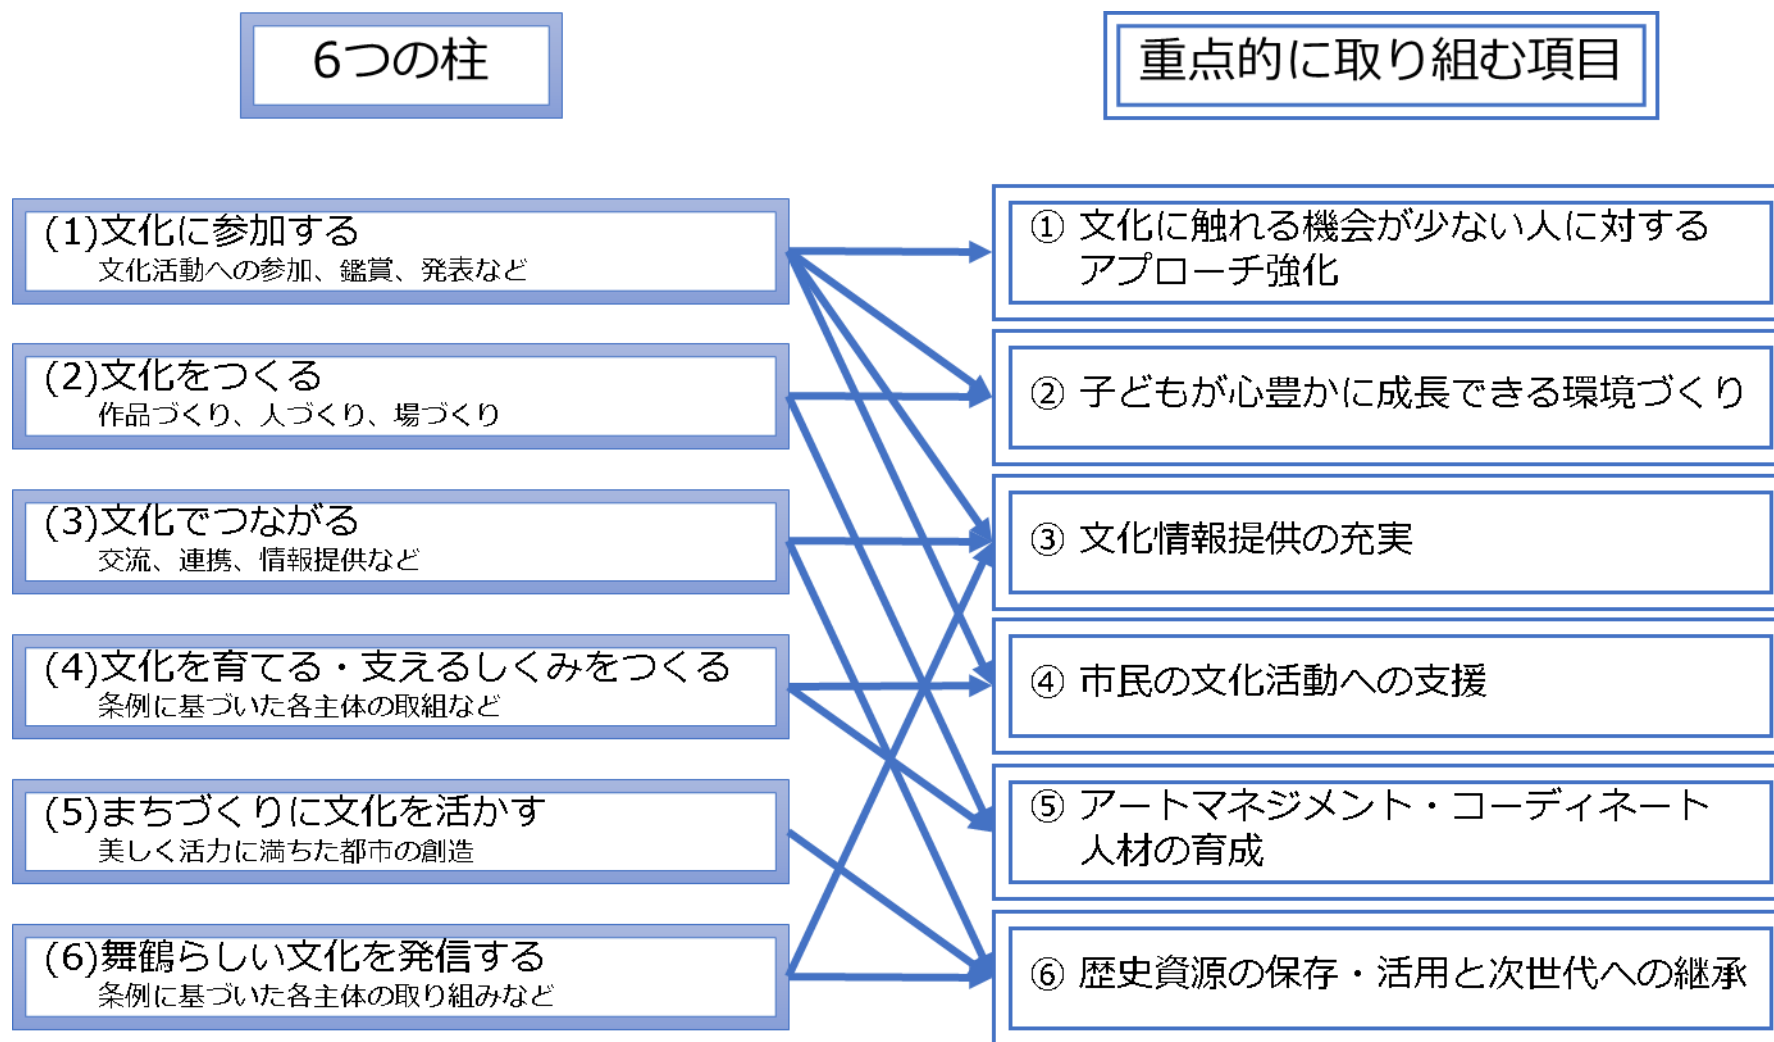 6つの柱
重点的に取り組む項目
(1)文化に参加する
文化活動への参加、鑑賞、発表など
(2)文化をつくる
作品づくり、人づくり、場づくり
(3)文化でつながる
交流、連携、情報提供など
(4)文化を育てる・支えるしくみをつくる
条例に基づいた各主体の取組など
(5)まちづくりに文化を活かす
美しく活力に満ちた都市の創造
(6)舞鶴らしい文化を発信する
条例に基づいた各主体の取り組みなど
① 文化に触れる機会が少ない人に対する
アプローチ強化
② 子どもが心豊かに成長できる環境づくり
③ 文化情報提供の充実
④ 市民の文化活動への支援
⑤ アートマネジメント・コーディネート
人材の育成
⑥ 歴史資源の保存・活用と次世代への継承